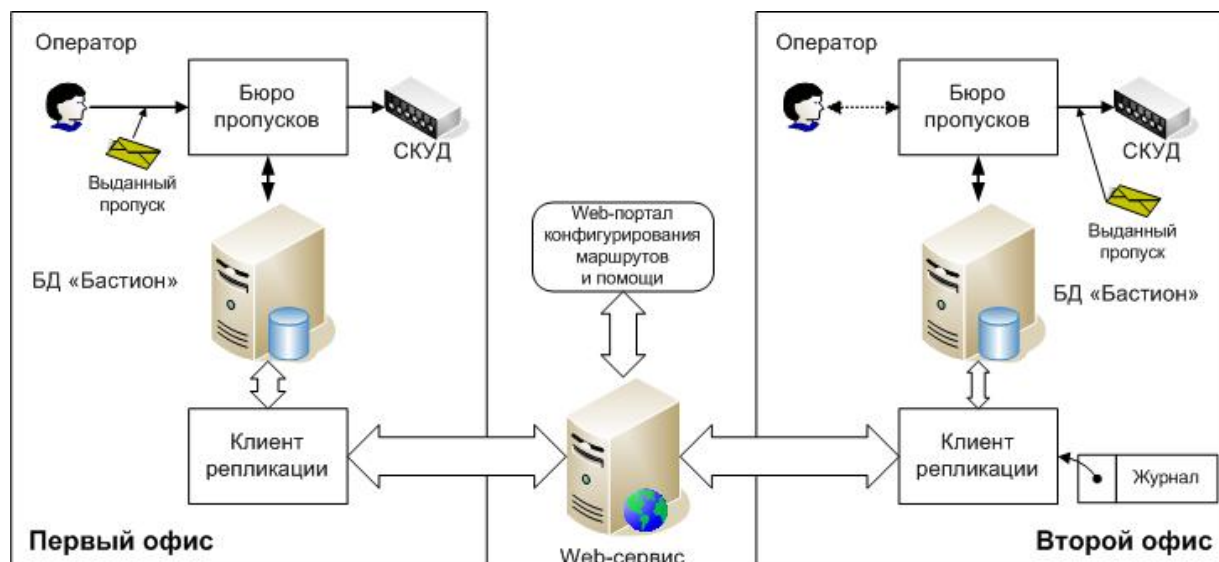 Оператор
Бюро
пропусков
СКУД
Выданный
пропуск
БД «Бастион»
Клиент
репликации
Первый офис
Web-портал
конфигурирования
маршрутов
и помощи
Web-сервис
Оператор
Бюро
пропусков
СКУД
Выданный
пропуск
БД «Бастион»
Клиент
репликации
Журнал
Второй офис